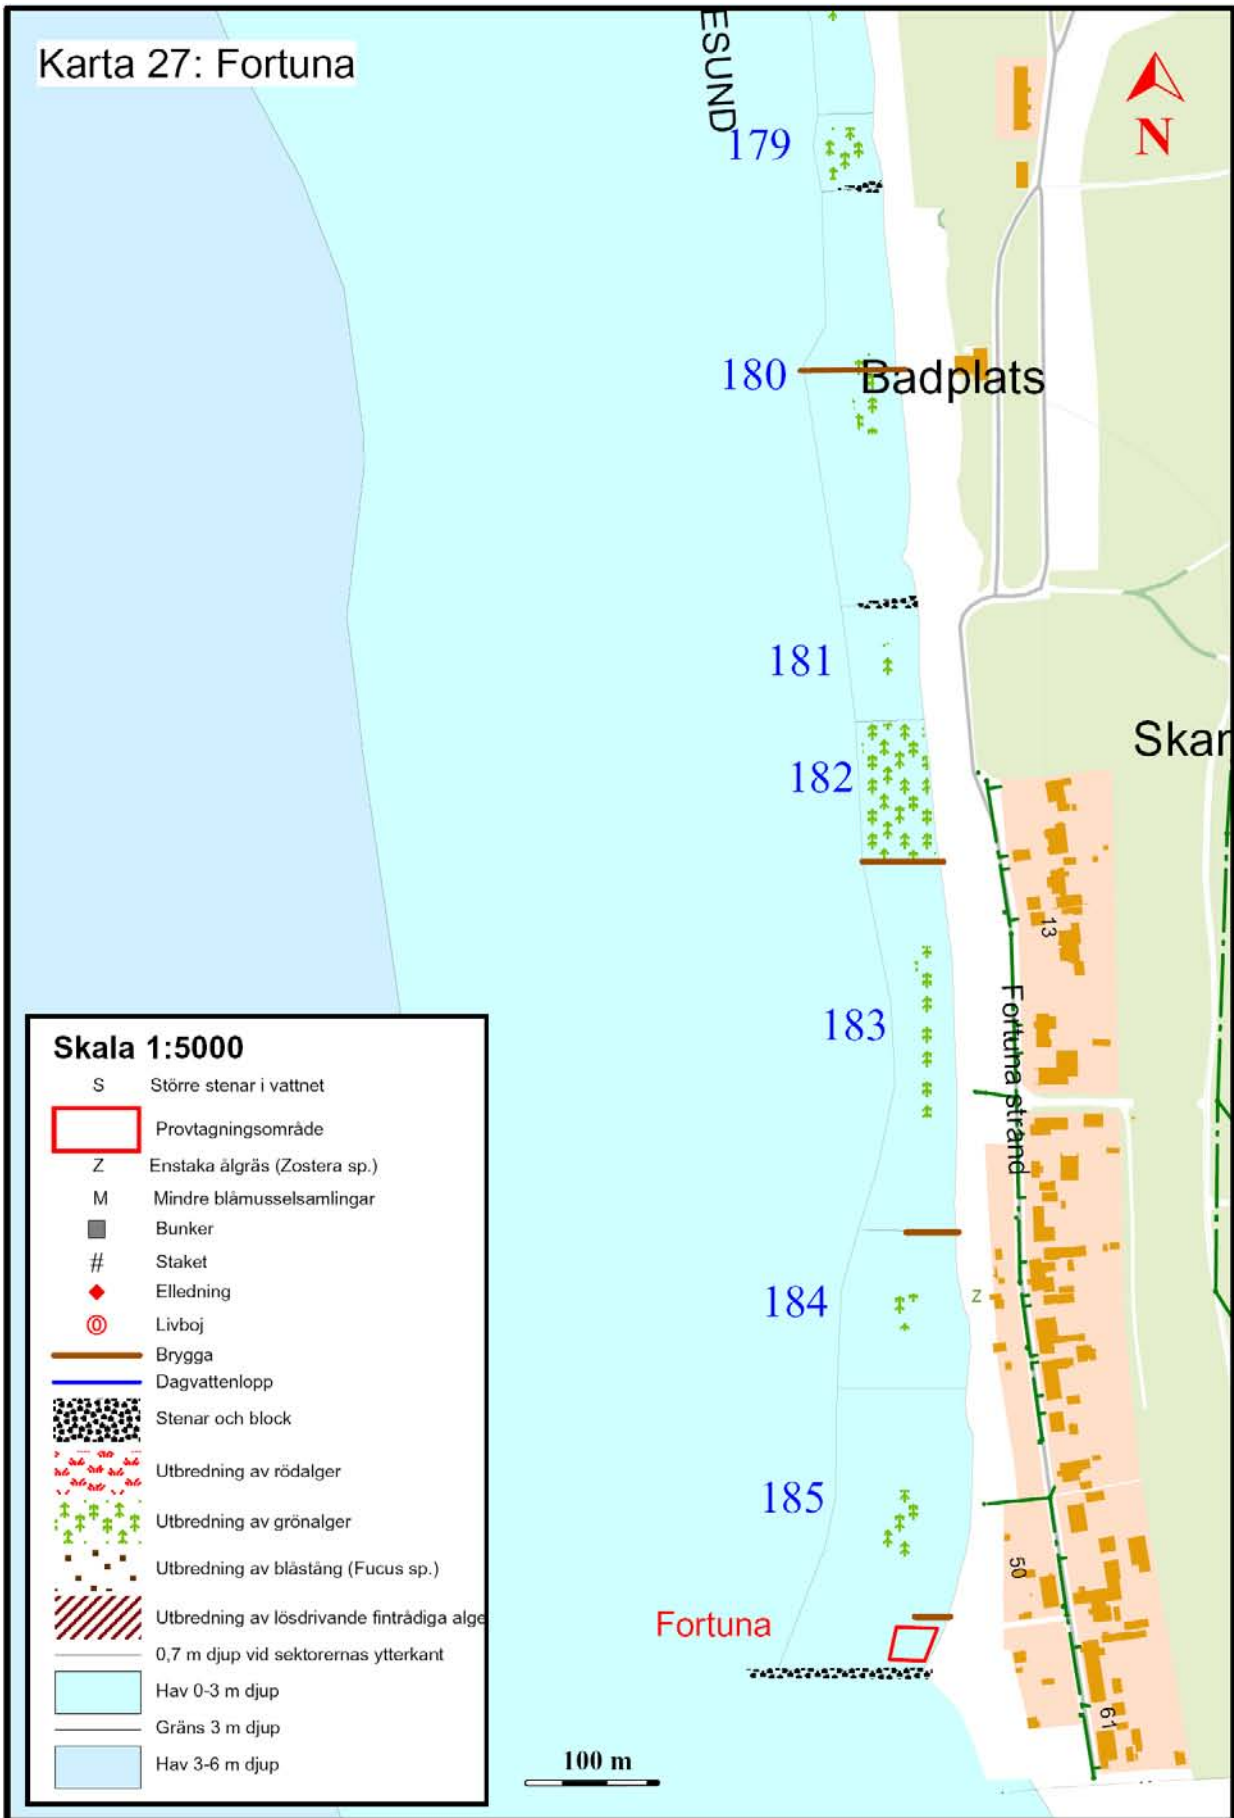 Karta 27: Fortuna
ESUND
N
179
180
Badplats
181
Skar
182
13
183
Fortuna strand
184
Z
185
50
Fortuna
61
100 m
Skala 1:5000
S Större stenar i vattnet
Provtagningsområde
Z Enstaka ålgräs (Zostera sp.)
M Mindre blåmusselsamlingar
Bunker
# Staket
Elledning
Livboj
Brygga
Dagvattenlopp
Stenar och block
Utbredning av rödalger
Utbredning av grönalger
Utbredning av blåstång (Fucus sp.)
Utbredning av lösdrivande fintrådiga alge
0,7 m djup vid sektorernas ytterkant
Hav 0-3 m djup
Gräns 3 m djup
Hav 3-6 m djup